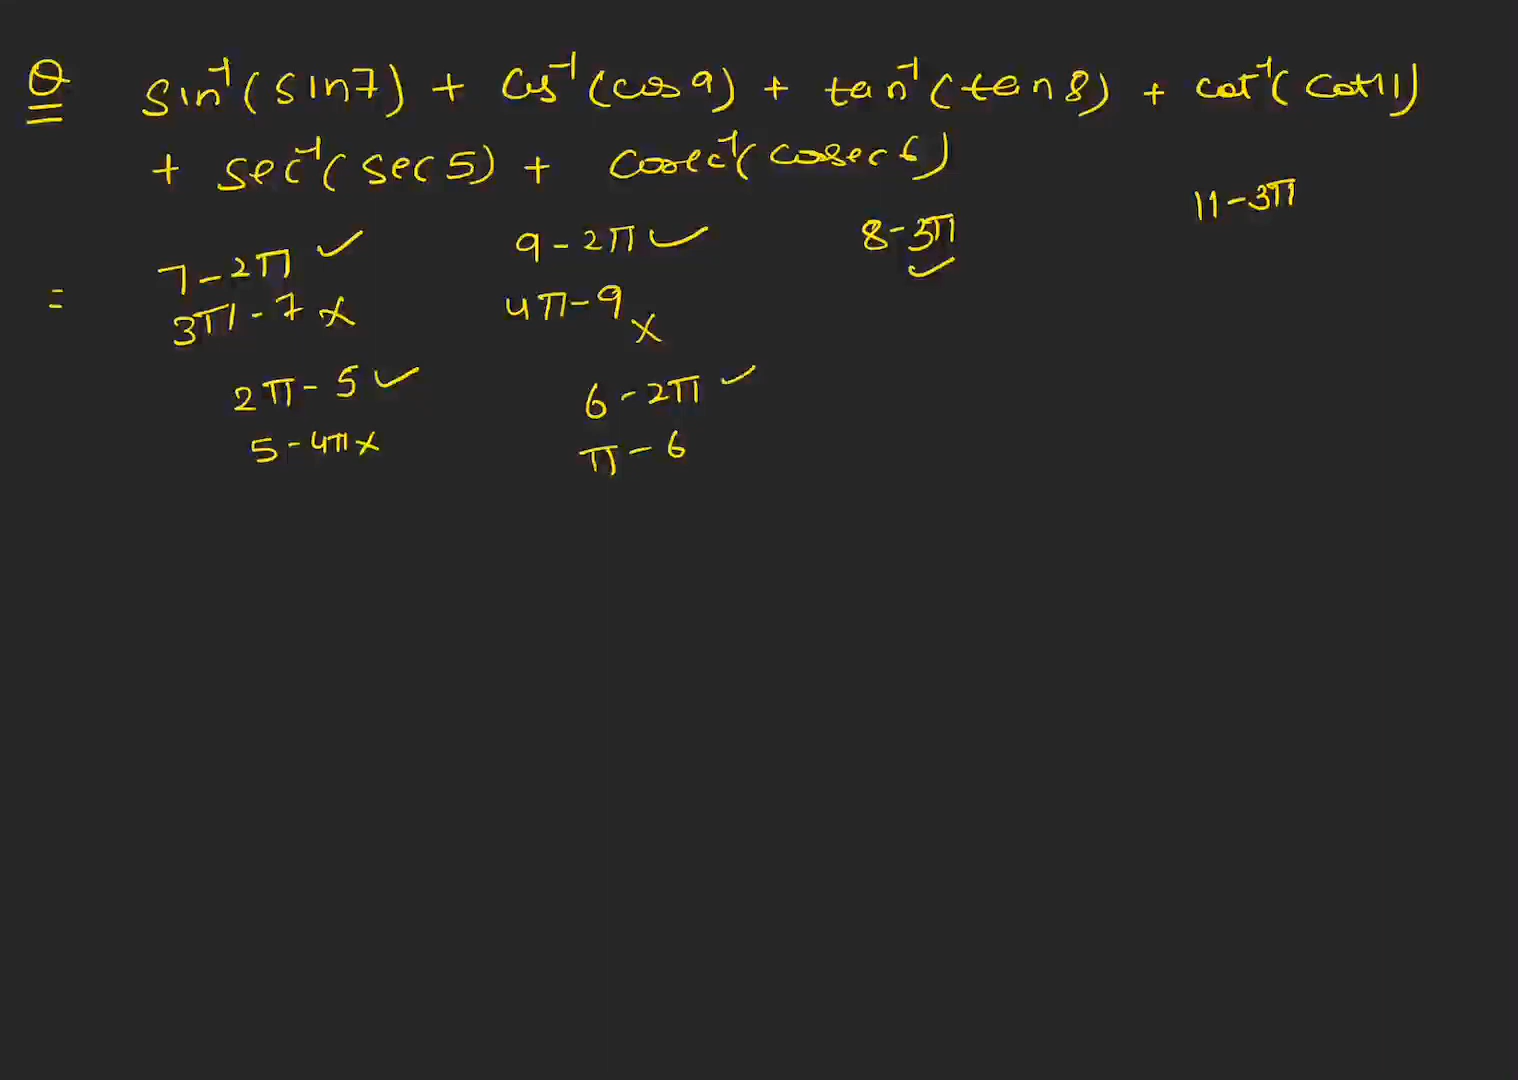 Q sin⁻¹(sin7) + cos⁻¹(cos9) + tan⁻¹(tan8) + cot⁻¹(cot11)
+ sec⁻¹(sec5) + cosec⁻¹(cosec6)
11-3π
= 7-2π ✓ 9-2π ✓ 8-3π ✓
3π-7 x 4π-9 x
2π-5 ✓ 6-2π ✓
5-4π x π-6